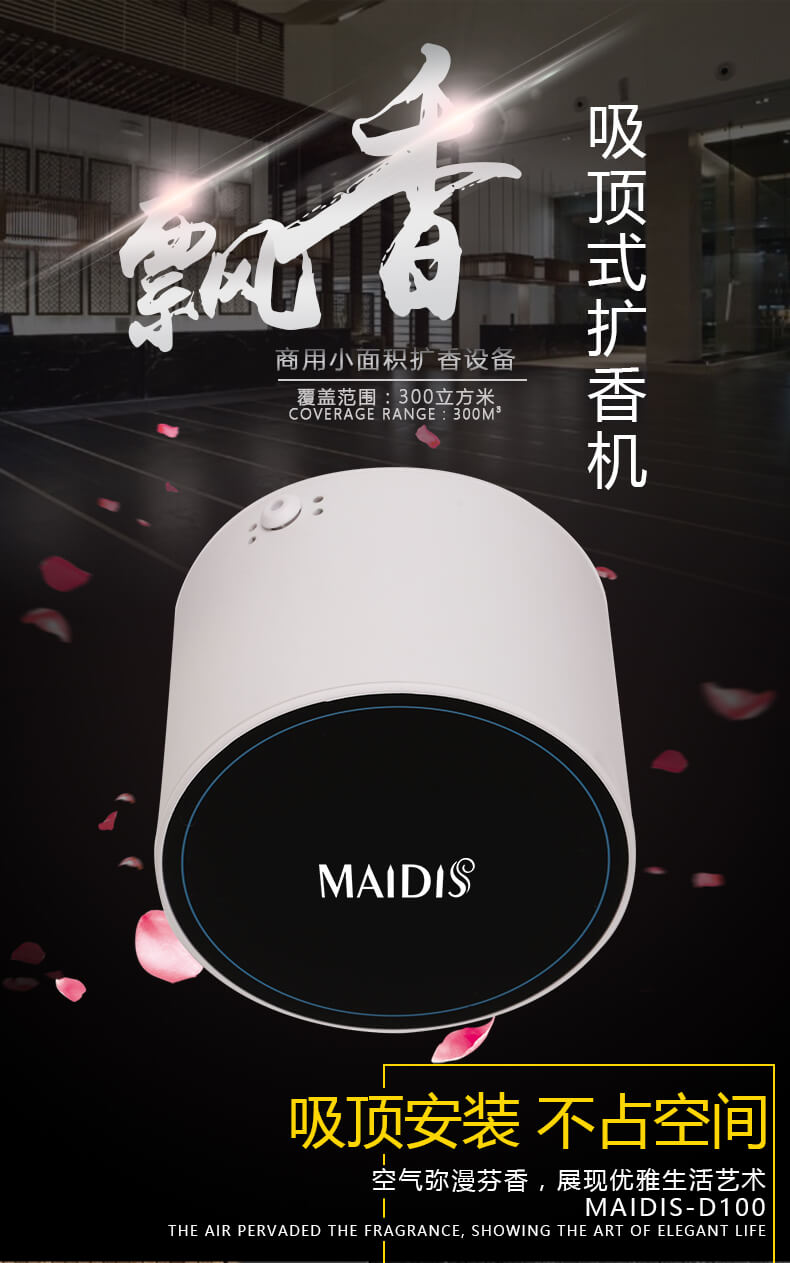 飘香
吸顶式扩香机
商用小面积扩香设备
覆盖范围：300立方米
COVERAGE RANGE : 300M³
MAIDIS
吸顶安装 不占空间
空气弥漫芬香，展现优雅生活艺术
MAIDIS-D100
THE AIR PERVADED THE FRAGRANCE, SHOWING THE ART OF ELEGANT LIFE